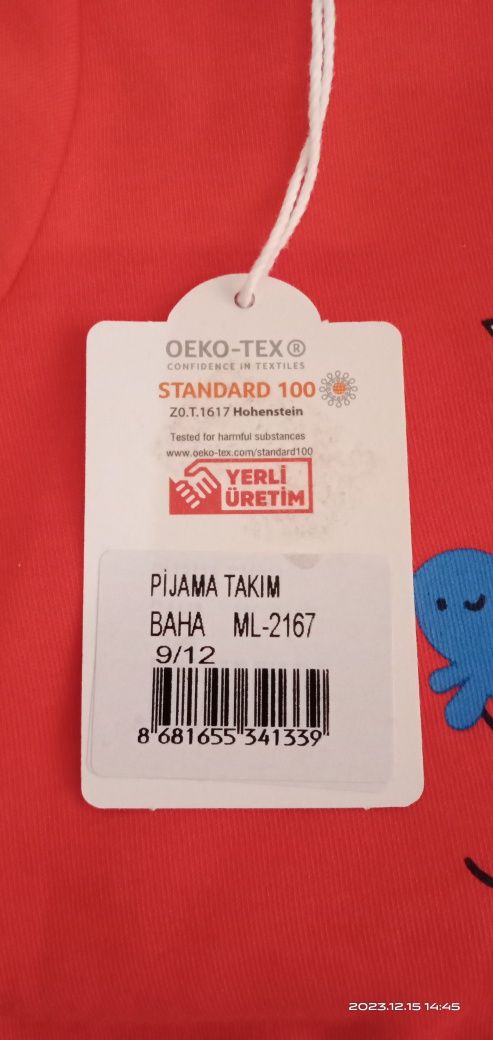 OEKO-TEX®
CONFIDENCE IN TEXTILES
STANDARD 100
Z0.T.1617 Hohenstein
Tested for harmful substances
www.oeko-tex.com/standard100
YERLİ
ÜRETİM
PİJAMA TAKIM
BAHA ML-2167
9/12
8 681655 341339
2023.12.15 14:45